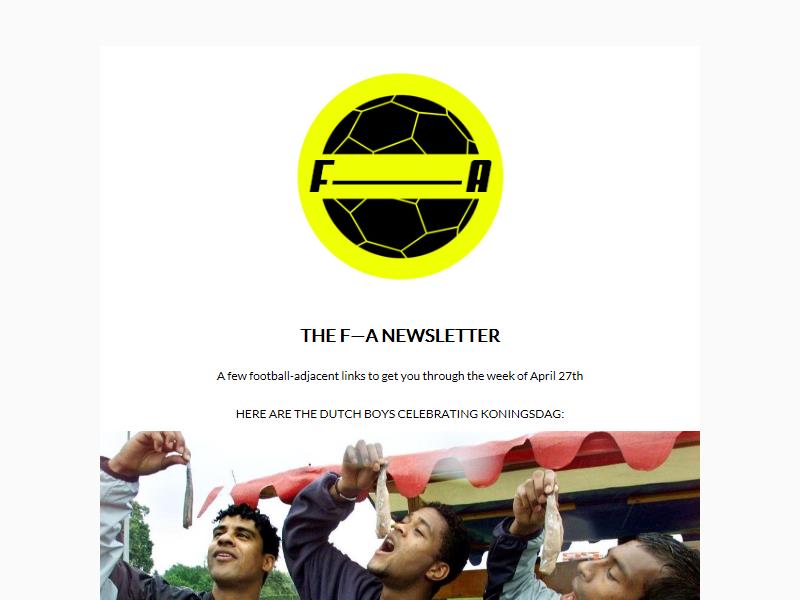 F—A
THE F—A NEWSLETTER
A few football-adjacent links to get you through the week of April 27th
HERE ARE THE DUTCH BOYS CELEBRATING KONINGSDAG: